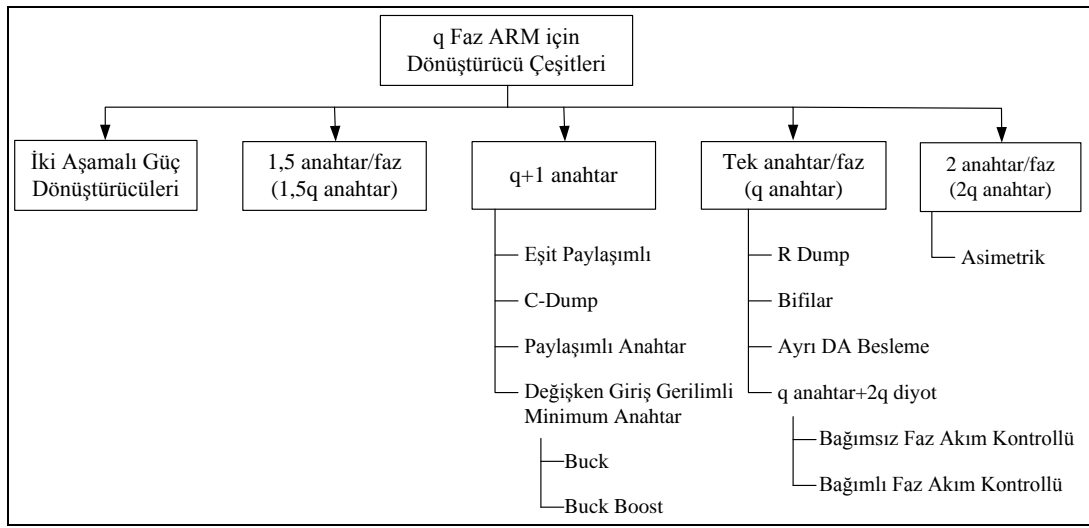 q Faz ARM için
Dönüştürücü Çeşitleri
İki Aşamalı Güç
Dönüştürücüleri
1,5 anahtar/faz
(1,5q anahtar)
q+1 anahtar
Tek anahtar/faz
(q anahtar)
2 anahtar/faz
(2q anahtar)
Eşit Paylaşımlı
C-Dump
Paylaşımlı Anahtar
Değişken Giriş Gerilimli
Minimum Anahtar
Buck
Buck Boost
R Dump
Bifilar
Ayrı DA Besleme
q anahtar+2q diyot
Bağımsız Faz Akım Kontrollü
Bağımlı Faz Akım Kontrollü
Asimetrik